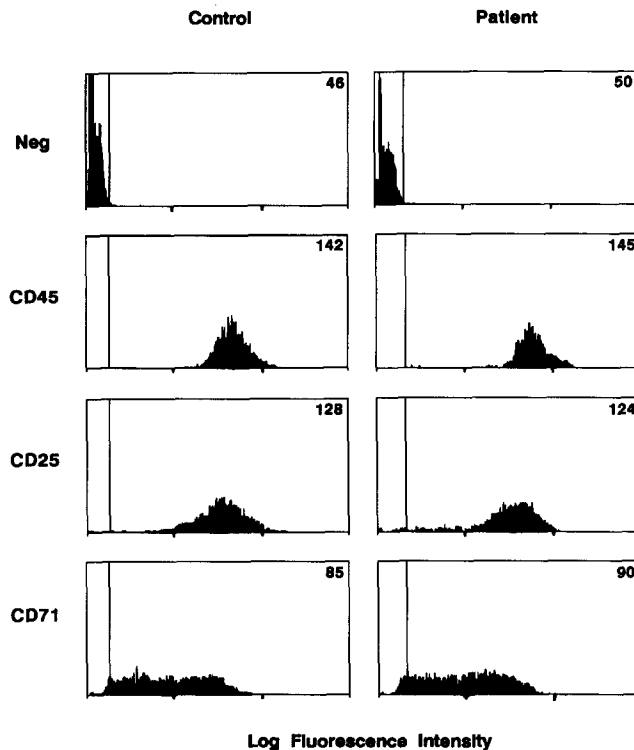 Control Patient
Neg 46 50
CD45 142 145
CD25 128 124
CD71 85 90
Log Fluorescence Intensity